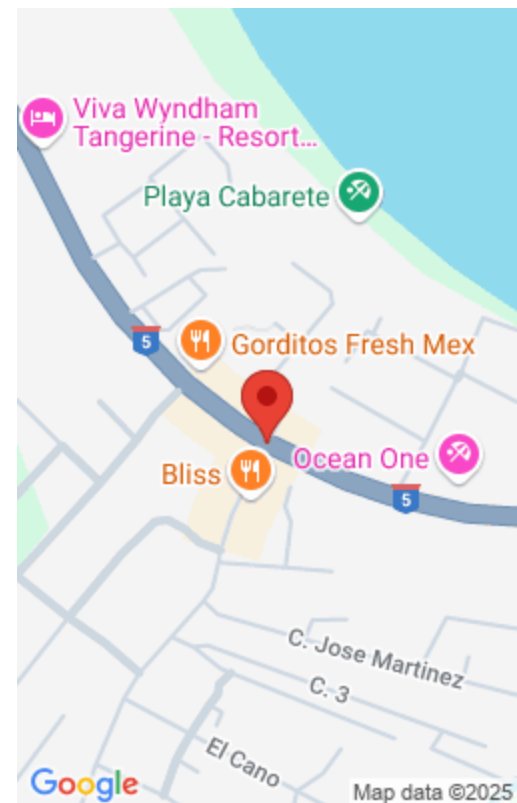 Viva Wyndham
Tangerine - Resort...
Playa Cabarete
5
Gorditos Fresh Mex
Ocean One
Bliss
5
C. Jose Martinez
C. 3
El Cano
Google
Map data ©2025